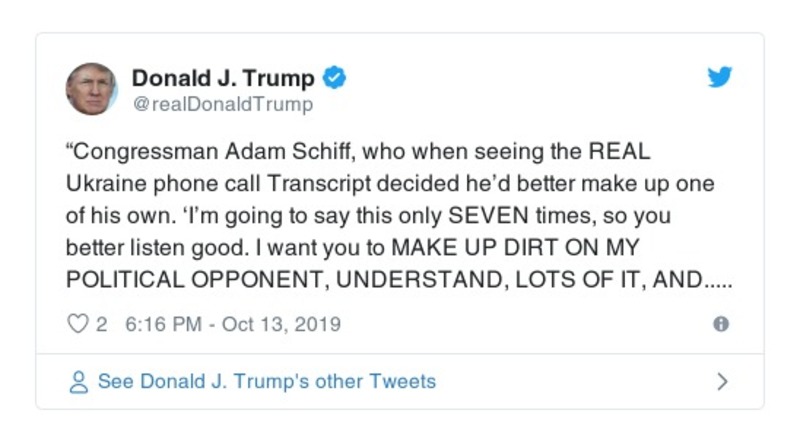 Donald J. Trump
@realDonaldTrump
“Congressman Adam Schiff, who when seeing the REAL
Ukraine phone call Transcript decided he’d better make up one
of his own. ‘I’m going to say this only SEVEN times, so you
better listen good. I want you to MAKE UP DIRT ON MY
POLITICAL OPPONENT, UNDERSTAND, LOTS OF IT, AND.....
2 6:16 PM - Oct 13, 2019
See Donald J. Trump's other Tweets